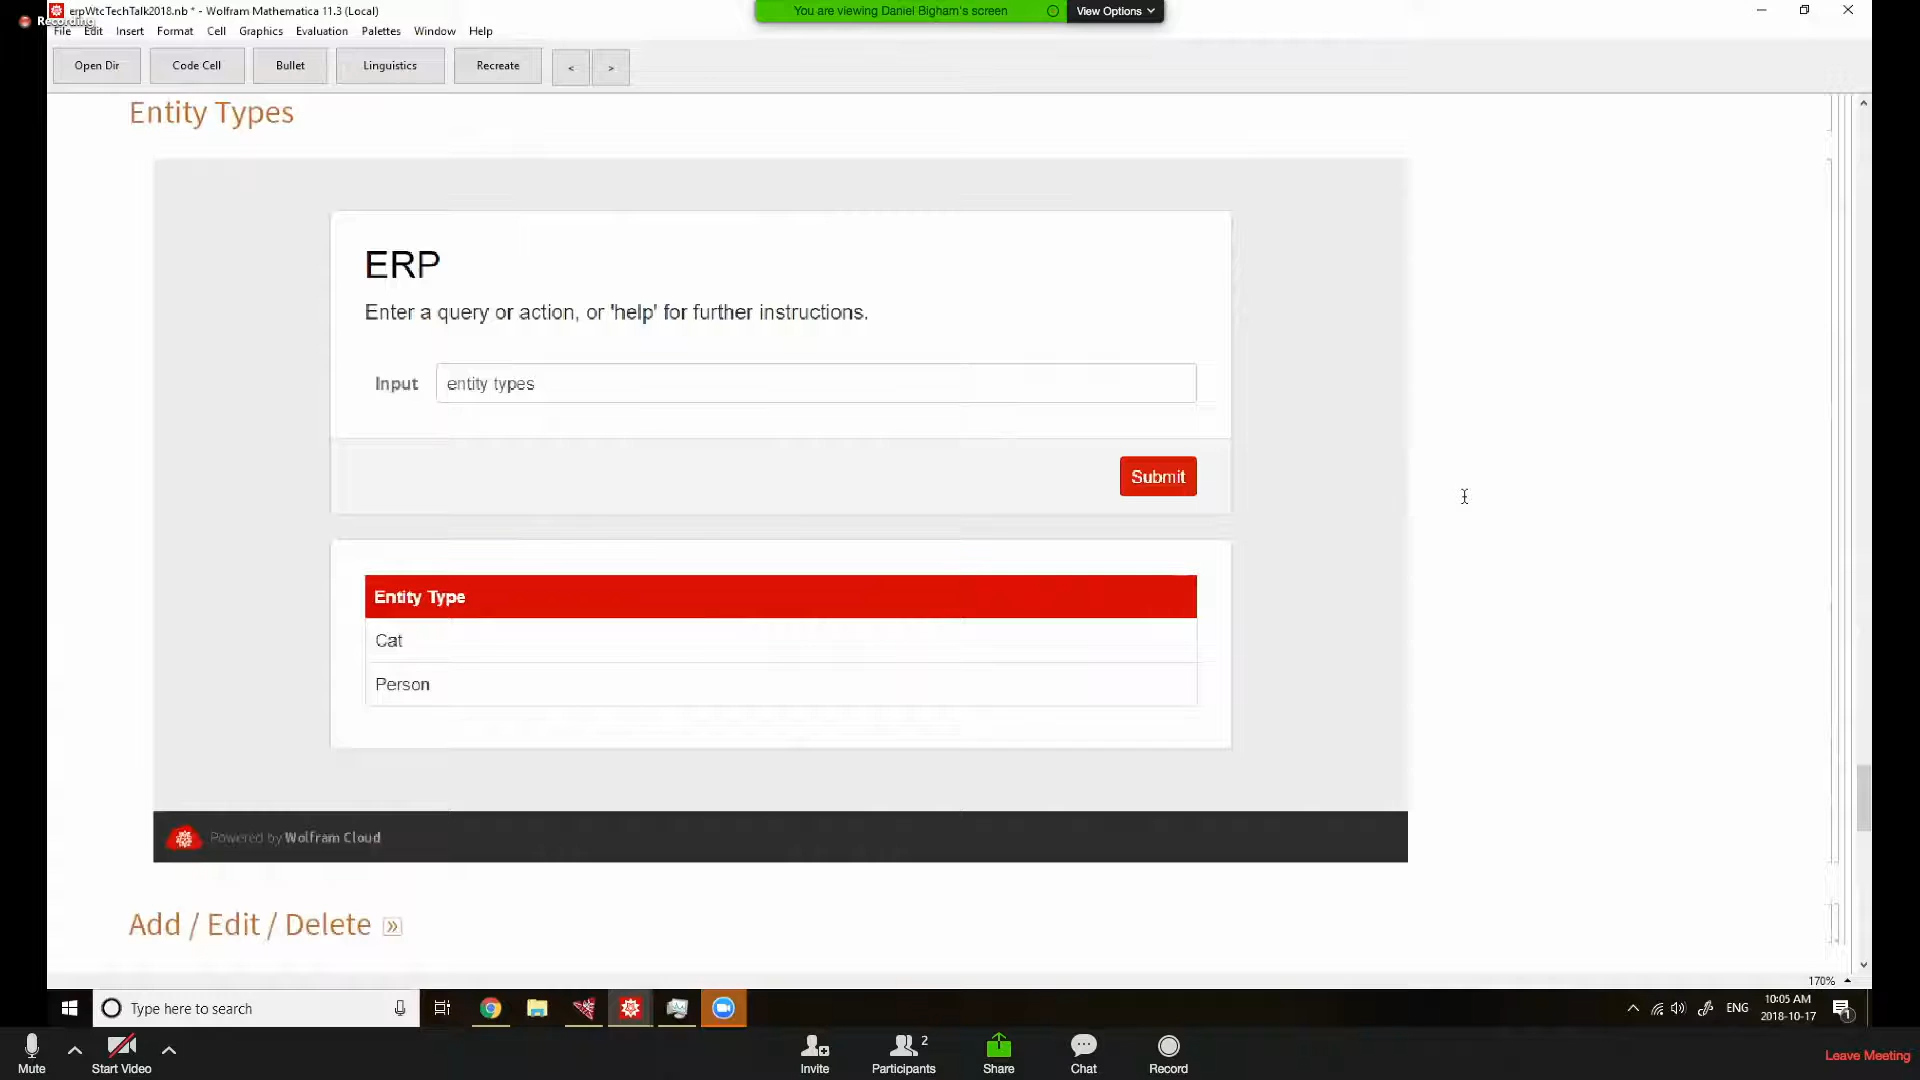 erpWtcTechTalk2018.nb * - Wolfram Mathematica 11.3 (Local)
You are viewing Daniel Bigham's screen
View Options
Recording
File Edit Insert Format Cell Graphics Evaluation Palettes Window Help
Open Dir
Code Cell
Bullet
Linguistics
Recreate
<
>
Entity Types
ERP
Enter a query or action, or 'help' for further instructions.
Input
entity types
Submit
Entity Type
Cat
Person
Powered by Wolfram Cloud
Add / Edit / Delete »
170%
Type here to search
ENG
10:05 AM
2018-10-17
1
Mute
Start Video
Invite
Participants
2
Share
Chat
Record
Leave Meeting